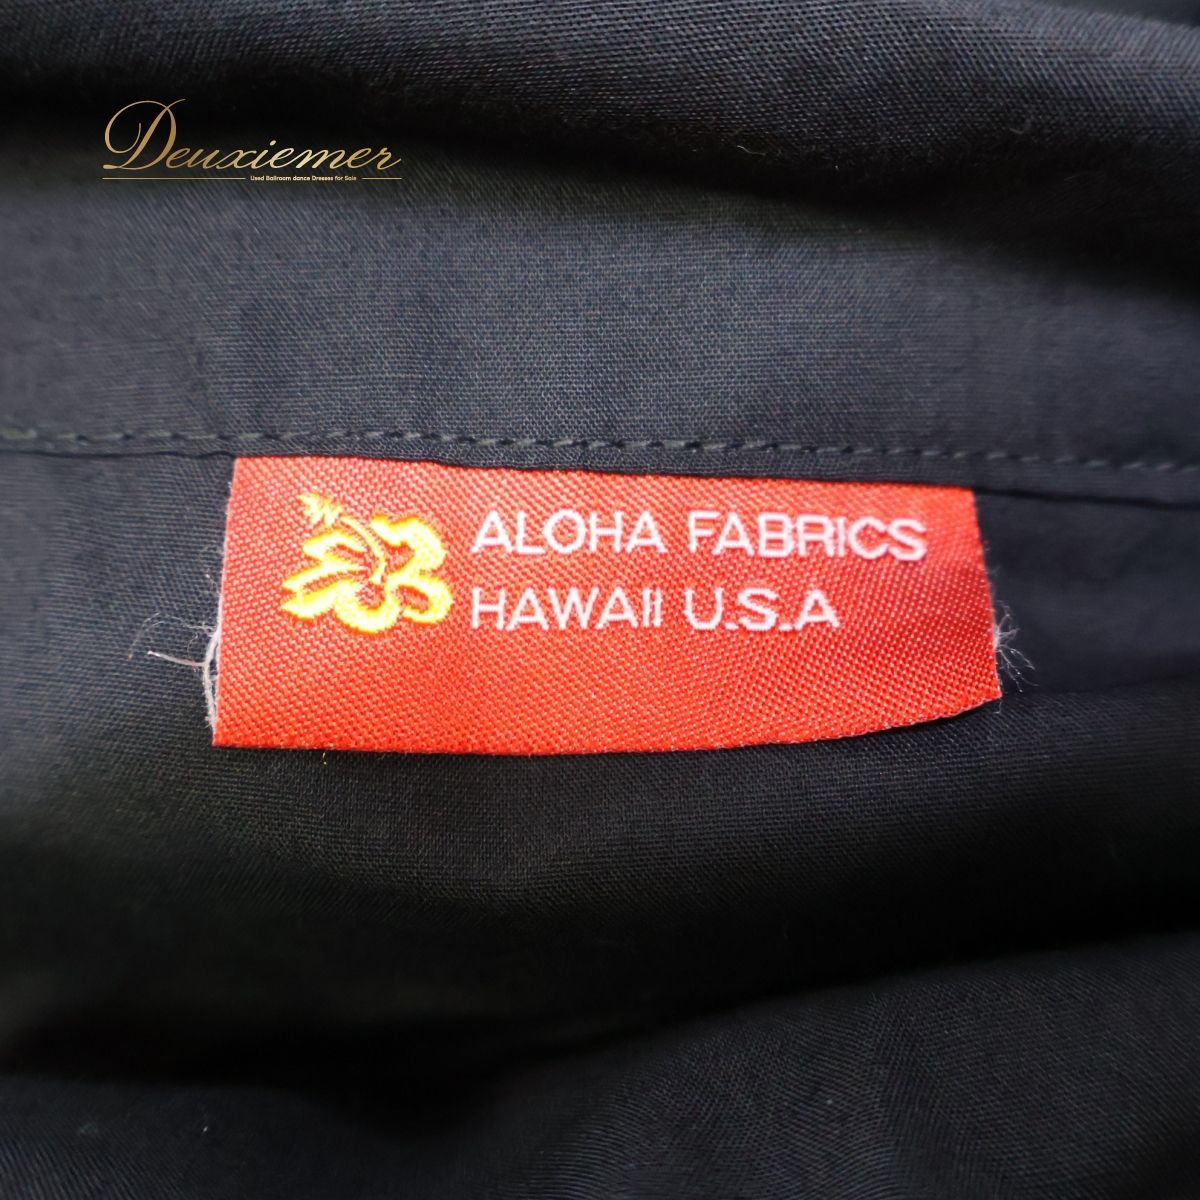 Deuxiemer
Used Ballroom dance Dresses for Sale
ALOHA FABRICS
HAWAII U.S.A